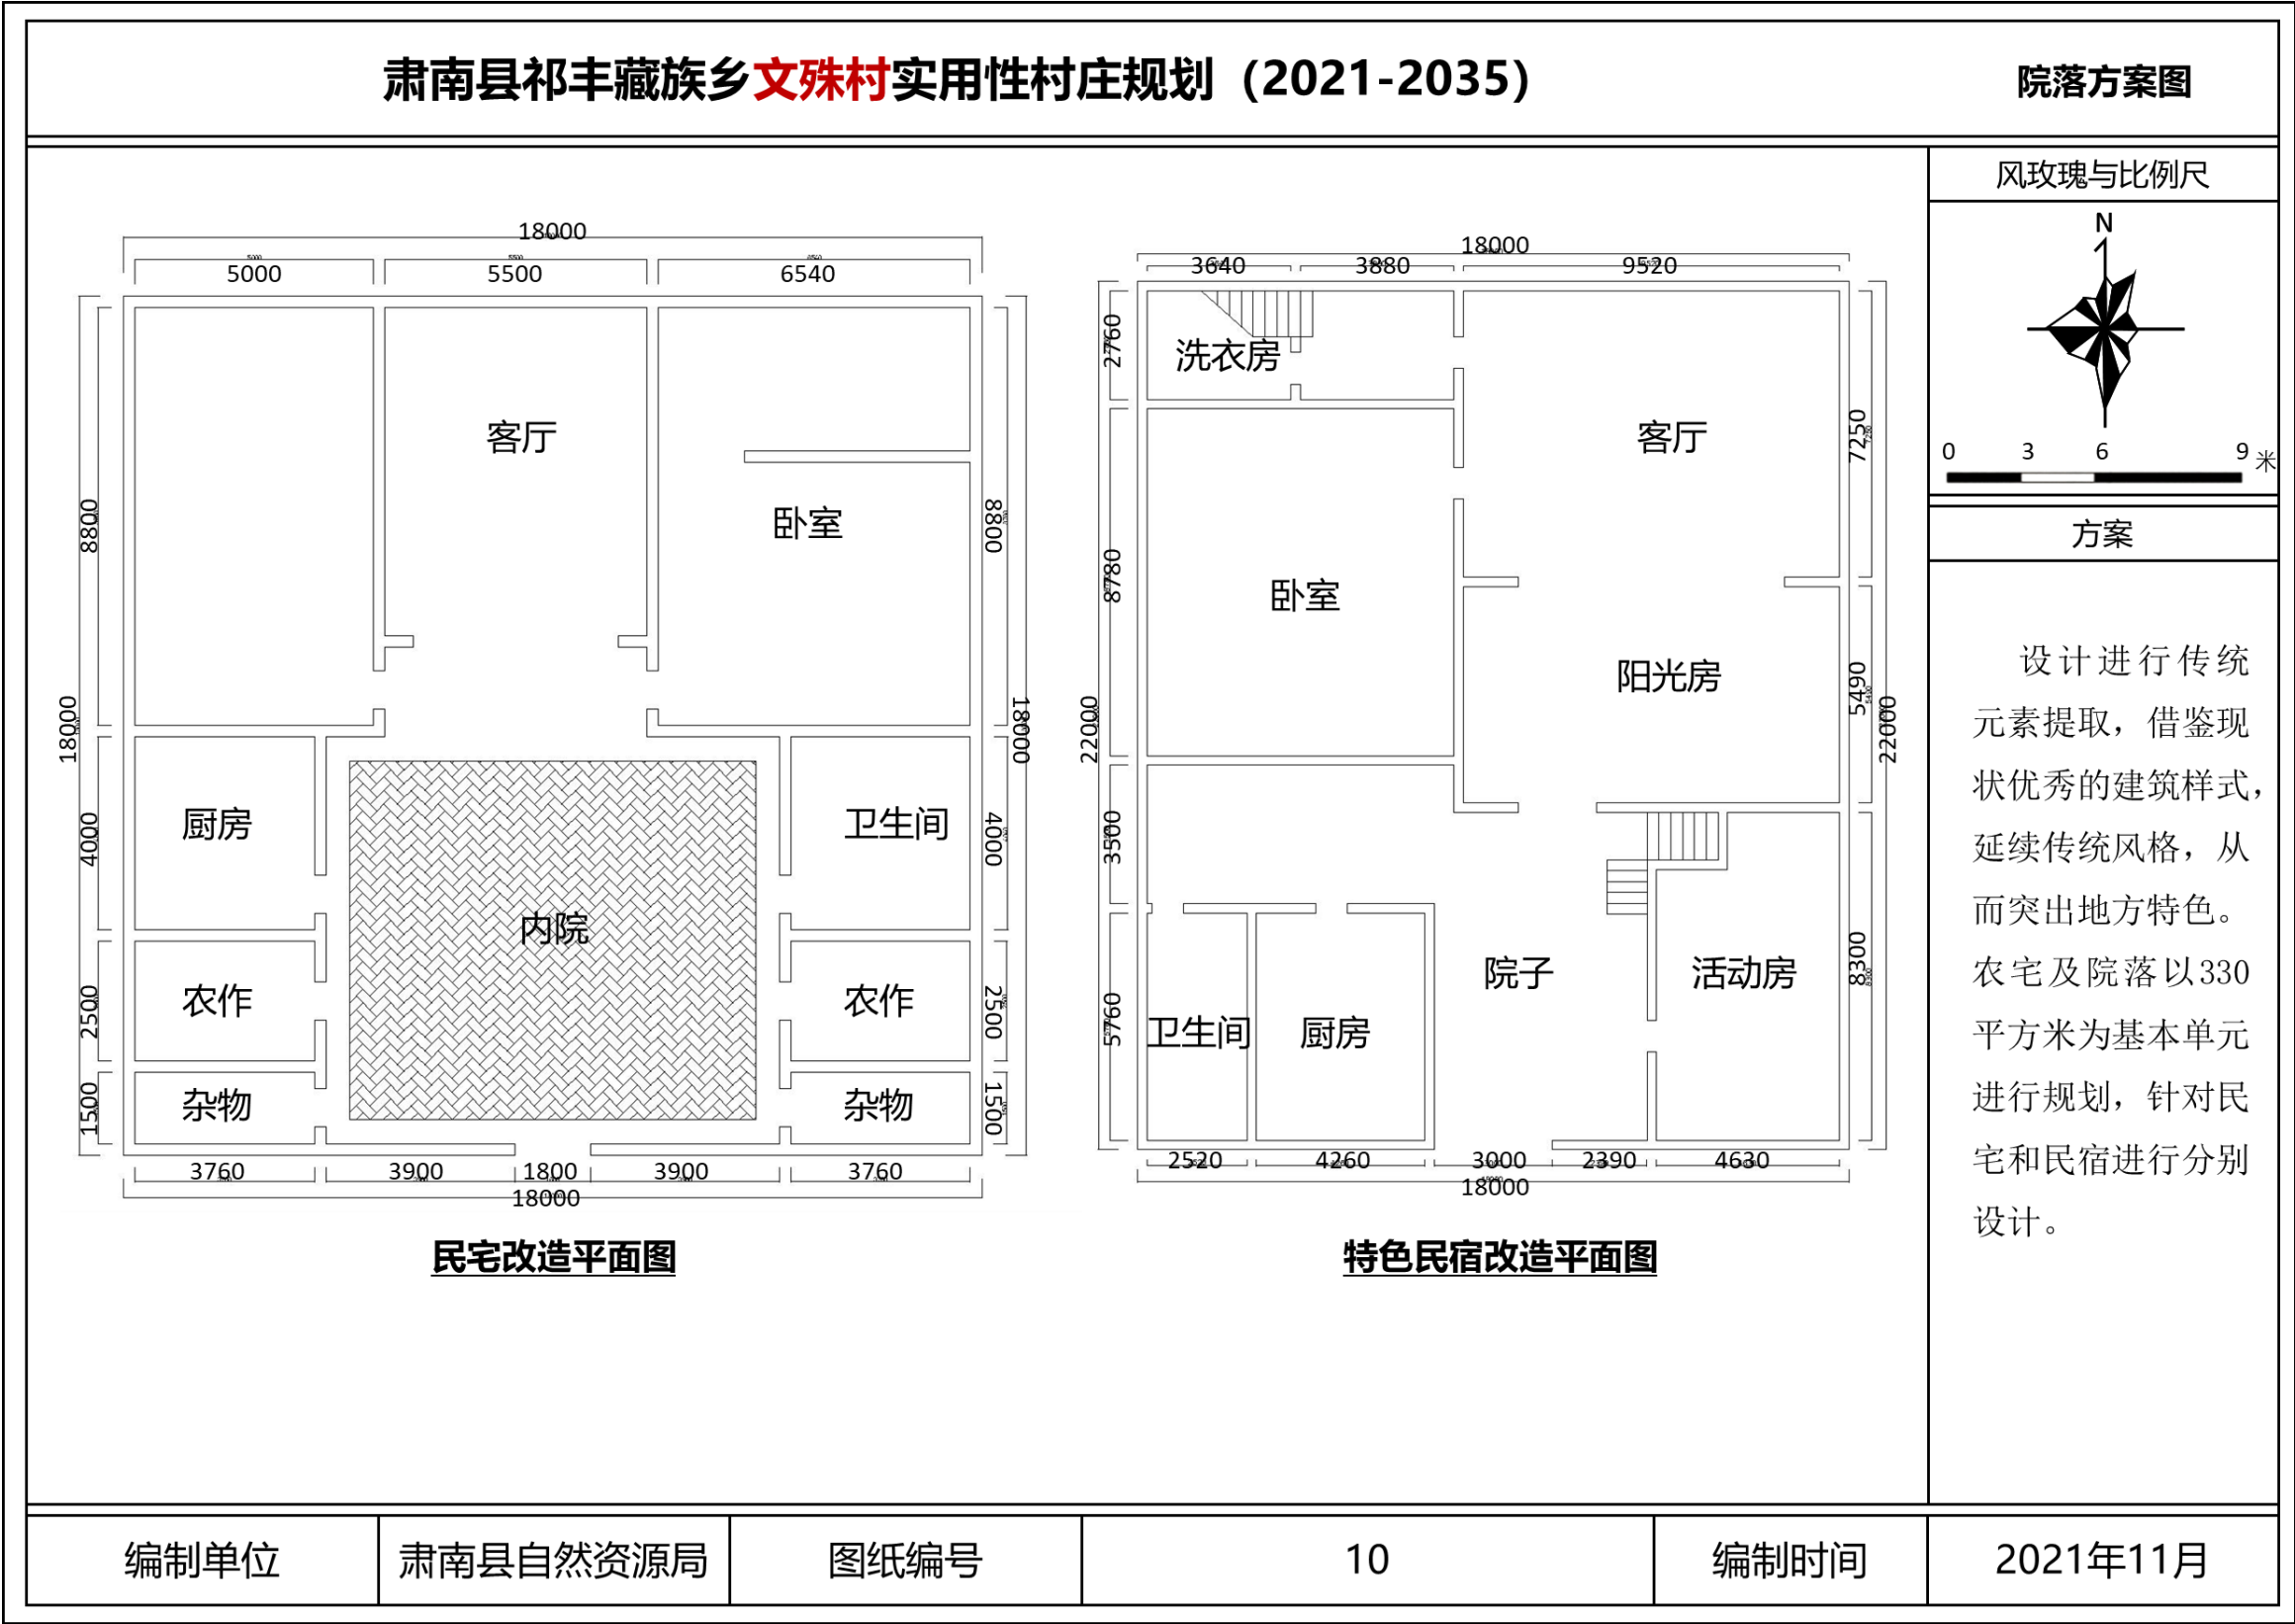 肃南县祁丰藏族乡文殊村实用性村庄规划（2021-2035）
院落方案图
18000
5000
5500
6540
客厅
卧室
8800
8800
18000
18000
厨房
卫生间
4000
4000
内院
农作
农作
2500
2500
杂物
杂物
1500
1500
3760
3900
1800
3900
3760
18000
民宅改造平面图
18000
3640
3880
9520
2760
洗衣房
客厅
7250
8780
卧室
阳光房
5490
22000
22000
3500
院子
活动房
8300
5760
卫生间
厨房
2520
4260
3000
2390
4630
18000
特色民宿改造平面图
风玫瑰与比例尺
N
0 3 6 9 米
方案
设计进行传统
元素提取，借鉴现
状优秀的建筑样式，
延续传统风格，从
而突出地方特色。
农宅及院落以330
平方米为基本单元
进行规划，针对民
宅和民宿进行分别
设计。
编制单位
肃南县自然资源局
图纸编号
10
编制时间
2021年11月